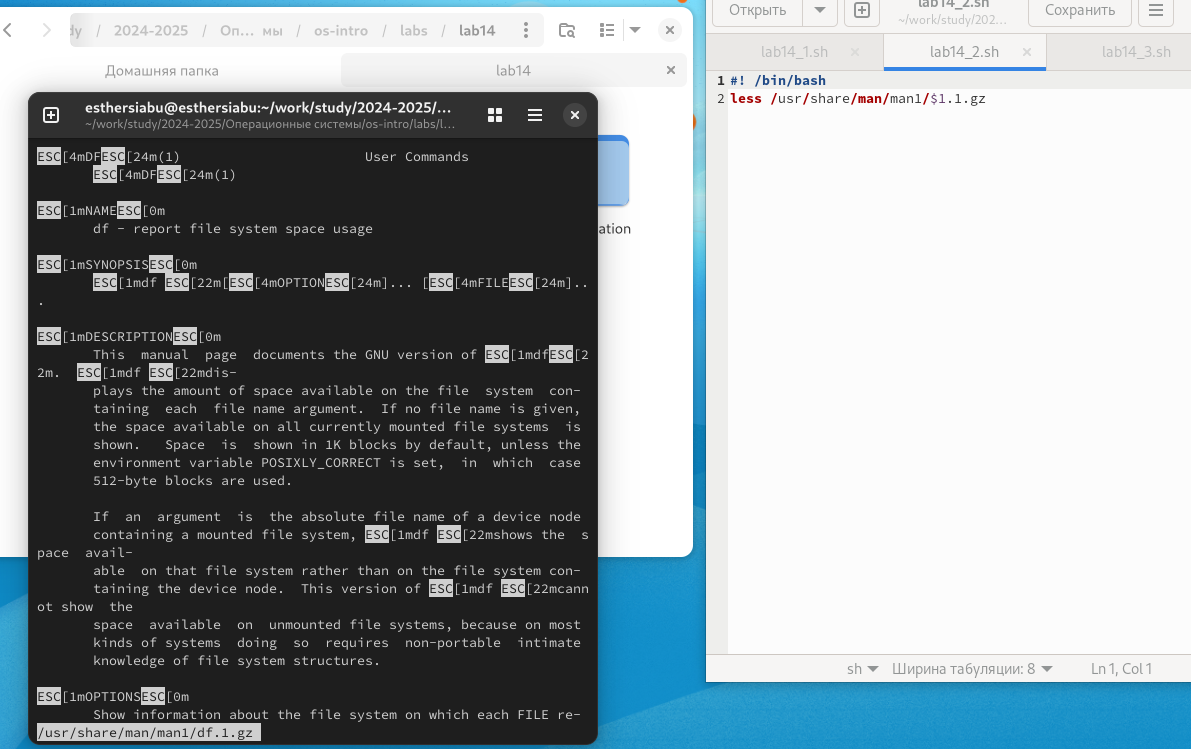 dy / 2024-2025 / Оп… мы / os-intro / labs / lab14
Домашняя папка
lab14
esthersiabu@esthersiabu:~/work/study/2024-2025/…
~/work/study/2024-2025/Операционные системы/os-intro/labs/l…
ESC[4mDFESC[24m(1) User Commands
ESC[4mDFESC[24m(1)
ESC[1mNAMEESC[0m
df - report file system space usage
ESC[1mSYNOPSISESC[0m
ESC[1mdf ESC[22m[ESC[4mOPTIONESC[24m]... [ESC[4mFILEESC[24m]..
.
ESC[1mDESCRIPTIONESC[0m
This manual page documents the GNU version of ESC[1mdfESC[2
2m. ESC[1mdf ESC[22mdis-
plays the amount of space available on the file system con-
taining each file name argument. If no file name is given,
the space available on all currently mounted file systems is
shown. Space is shown in 1K blocks by default, unless the
environment variable POSIXLY_CORRECT is set, in which case
512-byte blocks are used.
If an argument is the absolute file name of a device node
containing a mounted file system, ESC[1mdf ESC[22mshows the s
pace avail-
able on that file system rather than on the file system con-
taining the device node. This version of ESC[1mdf ESC[22mcann
ot show the
space available on unmounted file systems, because on most
kinds of systems doing so requires non-portable intimate
knowledge of file system structures.
ESC[1mOPTIONSESC[0m
Show information about the file system on which each FILE re-
/usr/share/man/man1/df.1.gz
ation
Открыть
lab14_2.sh
~/work/study/202…
Сохранить
lab14_1.sh
lab14_2.sh
lab14_3.sh
1 #! /bin/bash
2 less /usr/share/man/man1/$1.1.gz
sh
Ширина табуляции: 8
Ln 1, Col 1